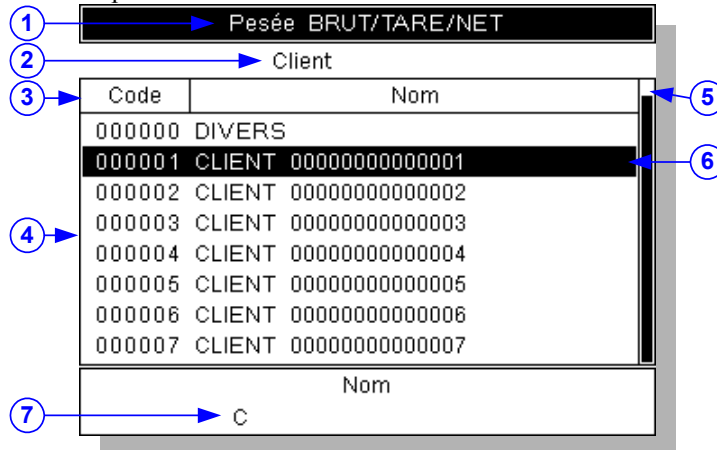 1 Pesée BRUT/TARE/NET
2 Client
3 Code Nom 5
000000 DIVERS
000001 CLIENT 00000000000001 6
000002 CLIENT 00000000000002
000003 CLIENT 00000000000003
4
000004 CLIENT 00000000000004
000005 CLIENT 00000000000005
000006 CLIENT 00000000000006
000007 CLIENT 00000000000007
Nom
7 C